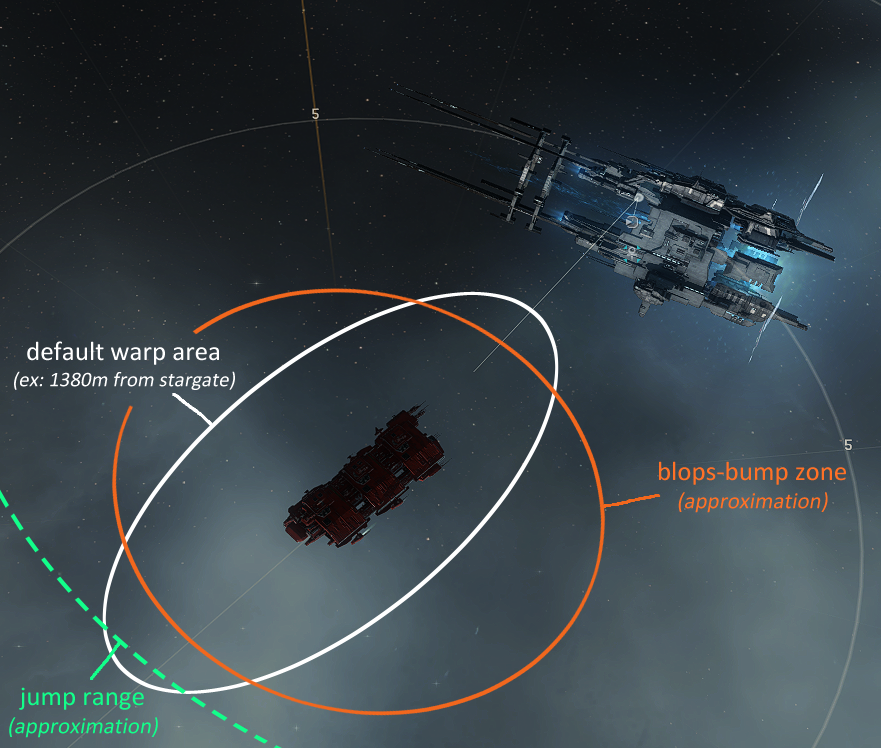 5
default warp area
(ex: 1380m from stargate)
5
blops-bump zone
(approximation)
jump range
(approximation)